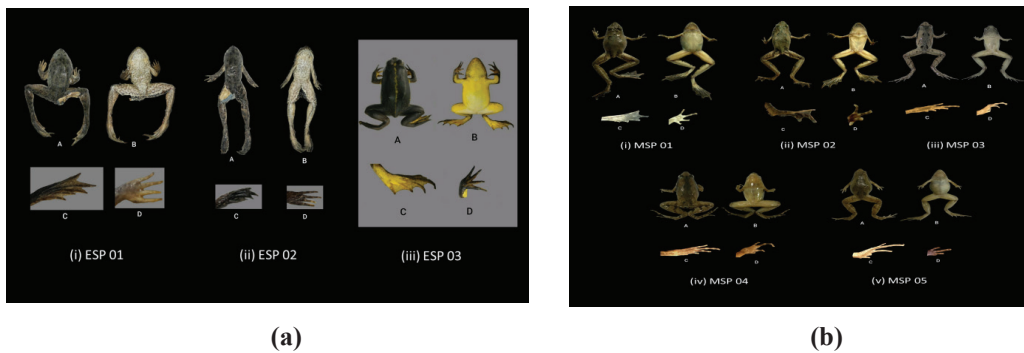 A B
A B
A B
C D
C D
C D
(i) ESP 01 (ii) ESP 02 (iii) ESP 03
(a)
A B
A B
A B
C D
C D
C D
(i) MSP 01 (ii) MSP 02 (iii) MSP 03
A B
A B
C D
C D
(iv) MSP 04 (v) MSP 05
(b)